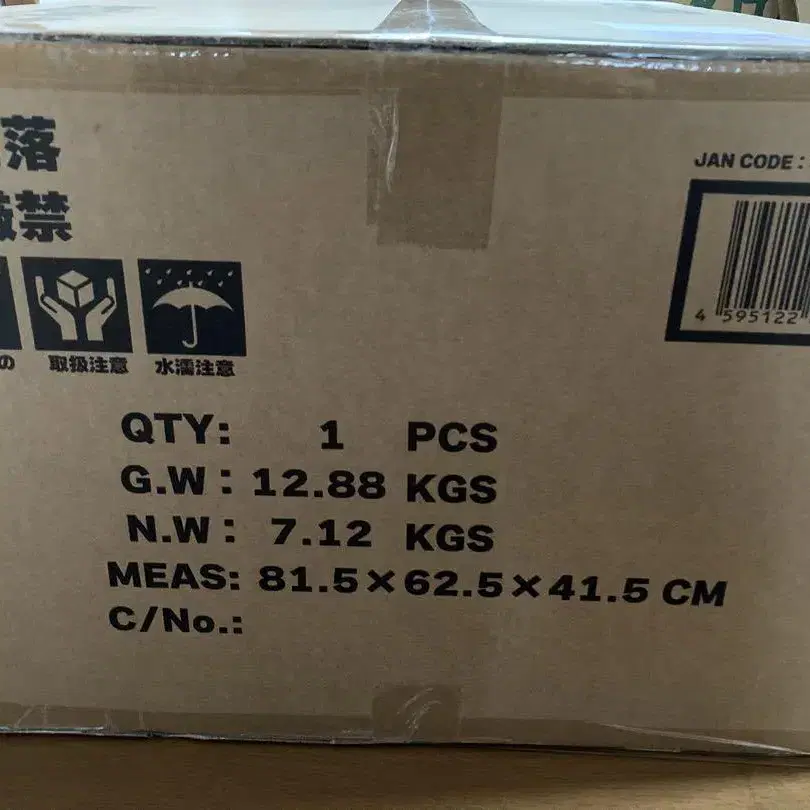 落
厳禁
JAN CODE :
4 595122
の 取扱注意 水濡注意
QTY: 1 PCS
G.W : 12.88 KGS
N.W : 7.12 KGS
MEAS: 81.5×62.5×41.5 CM
C/No.: